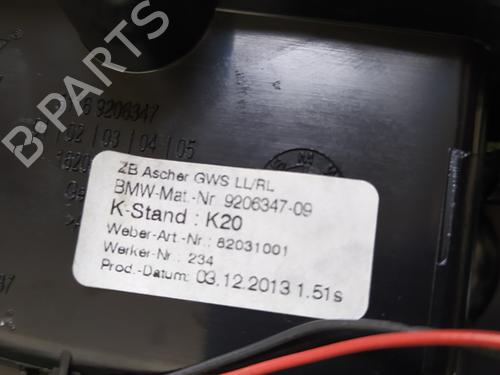 6 9206347
02 | 03 | 04 | 05
ZB Ascher GWS LL/RL
BMW-Mat.-Nr 9206347-09
K-Stand : K20
Weber-Art.-Nr.: 82031001
Werker-Nr.: 234
Prod.-Datum: 03.12.2013 1.51s
B-PARTS